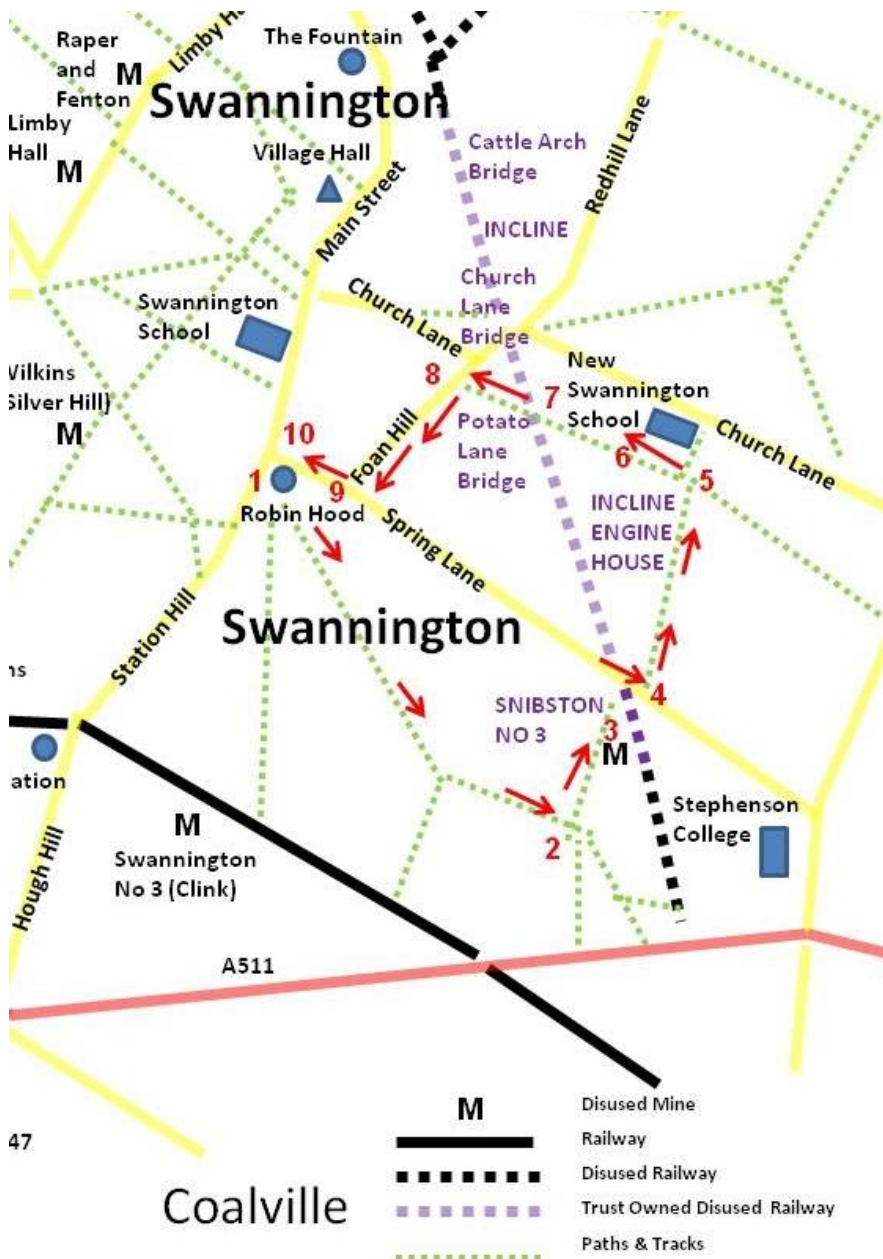 Raper
and
Fenton
M
Limby Ha
The Fountain
Swannington
Limby
Hall
M
Village Hall
Main Street
Cattle Arch
Bridge
Redhill Lane
INCLINE
Church
Lane
Bridge
Church Lane
Swannington
School
Wilkins
(Silver Hill)
M
8
7
New
Swannington
School
Church Lane
Foan Hill
Potato
Lane
Bridge
6
5
10
1
9
Robin Hood
Spring Lane
INCLINE
ENGINE
HOUSE
Station Hill
Swannington
4
ns
SNIBSTON
NO 3
3
M
ation
M
Swannington
No 3 (Clink)
2
Stephenson
College
Hough Hill
A511
47
Coalville
M
Disused Mine
Railway
Disused Railway
Trust Owned Disused Railway
Paths & Tracks